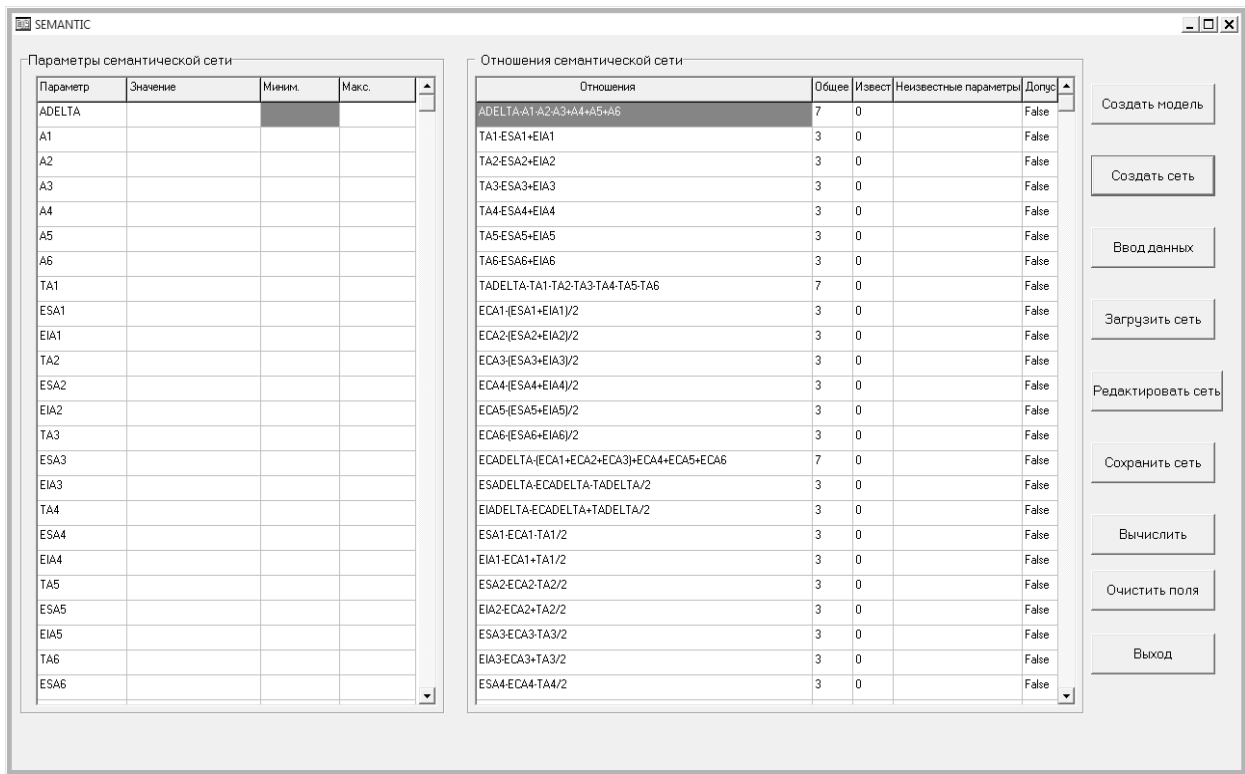 SEMANTIC
Параметры семантической сети
Параметр Значение Миним. Макс.
ADELTA
A1
A2
A3
A4
A5
A6
TA1
ESA1
EIA1
TA2
ESA2
EIA2
TA3
ESA3
EIA3
TA4
ESA4
EIA4
TA5
ESA5
EIA5
TA6
ESA6
Отношения семантической сети
Отношения Общее Извест Неизвестные параметры Допус
ADELTA-A1-A2-A3+A4+A5+A6 7 0 False
TA1-ESA1+EIA1 3 0 False
TA2-ESA2+EIA2 3 0 False
TA3-ESA3+EIA3 3 0 False
TA4-ESA4+EIA4 3 0 False
TA5-ESA5+EIA5 3 0 False
TA6-ESA6+EIA6 3 0 False
TADELTA-TA1-TA2-TA3-TA4-TA5-TA6 7 0 False
ECA1-(ESA1+EIA1)/2 3 0 False
ECA2-(ESA2+EIA2)/2 3 0 False
ECA3-(ESA3+EIA3)/2 3 0 False
ECA4-(ESA4+EIA4)/2 3 0 False
ECA5-(ESA5+EIA5)/2 3 0 False
ECA6-(ESA6+EIA6)/2 3 0 False
ECADELTA-(ECA1+ECA2+ECA3)+ECA4+ECA5+ECA6 7 0 False
ESADELTA-ECADELTA-TADELTA/2 3 0 False
EIADELTA-ECADELTA+TADELTA/2 3 0 False
ESA1-ECA1-TA1/2 3 0 False
EIA1-ECA1+TA1/2 3 0 False
ESA2-ECA2-TA2/2 3 0 False
EIA2-ECA2+TA2/2 3 0 False
ESA3-ECA3-TA3/2 3 0 False
EIA3-ECA3+TA3/2 3 0 False
ESA4-ECA4-TA4/2 3 0 False
Создать модель
Создать сеть
Ввод данных
Загрузить сеть
Редактировать сеть
Сохранить сеть
Вычислить
Очистить поля
Выход